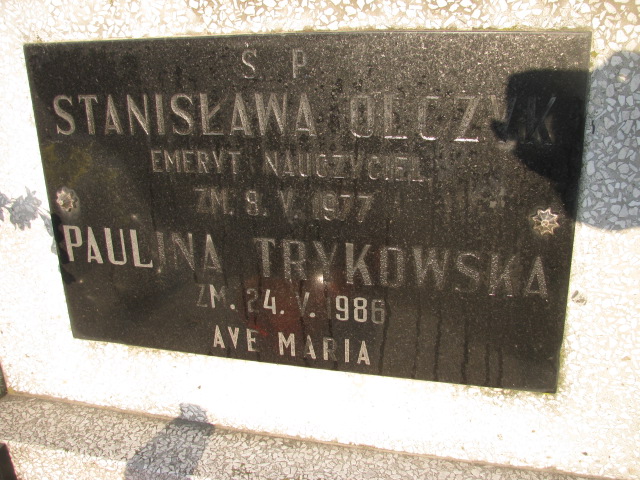 S P
STANISŁAWA OLCZYK
EMERYT NAUCZYCIEL
ZM. 8. V. 1977
PAULINA TRYKOWSKA
ZM. 24. V. 1986
AVE MARIA